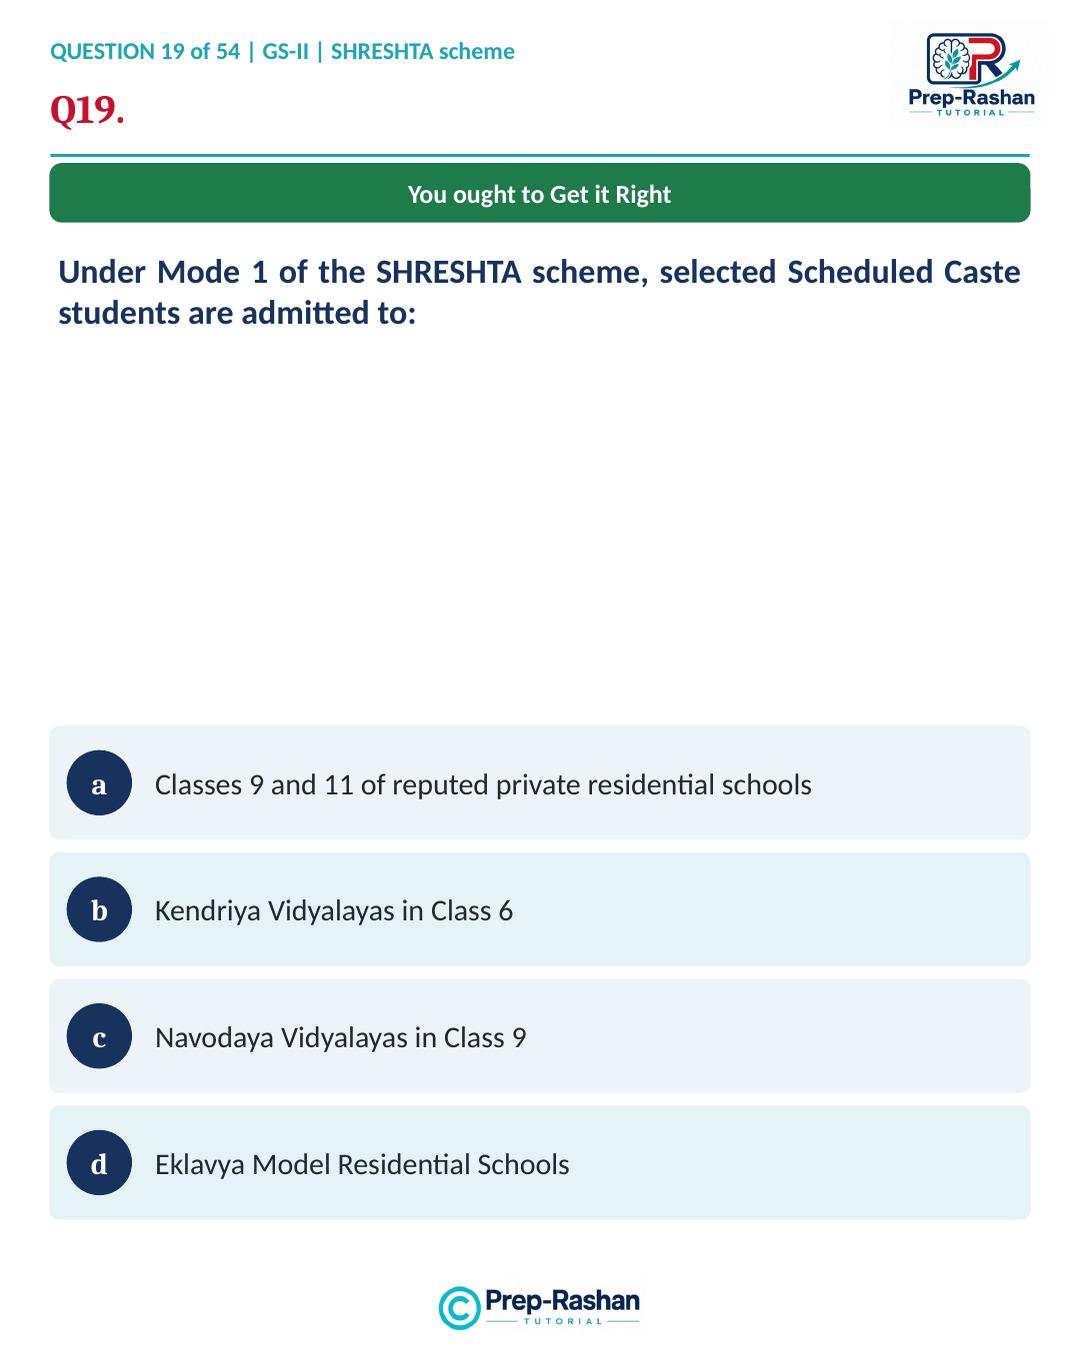 QUESTION 19 of 54 | GS-II | SHRESHTA scheme
Q19.
R
Prep-Rashan
TUTORIAL
You ought to Get it Right
Under Mode 1 of the SHRESHTA scheme, selected Scheduled Caste
students are admitted to:
a Classes 9 and 11 of reputed private residential schools
b Kendriya Vidyalayas in Class 6
c Navodaya Vidyalayas in Class 9
d Eklavya Model Residential Schools
© Prep-Rashan
TUTORIAL